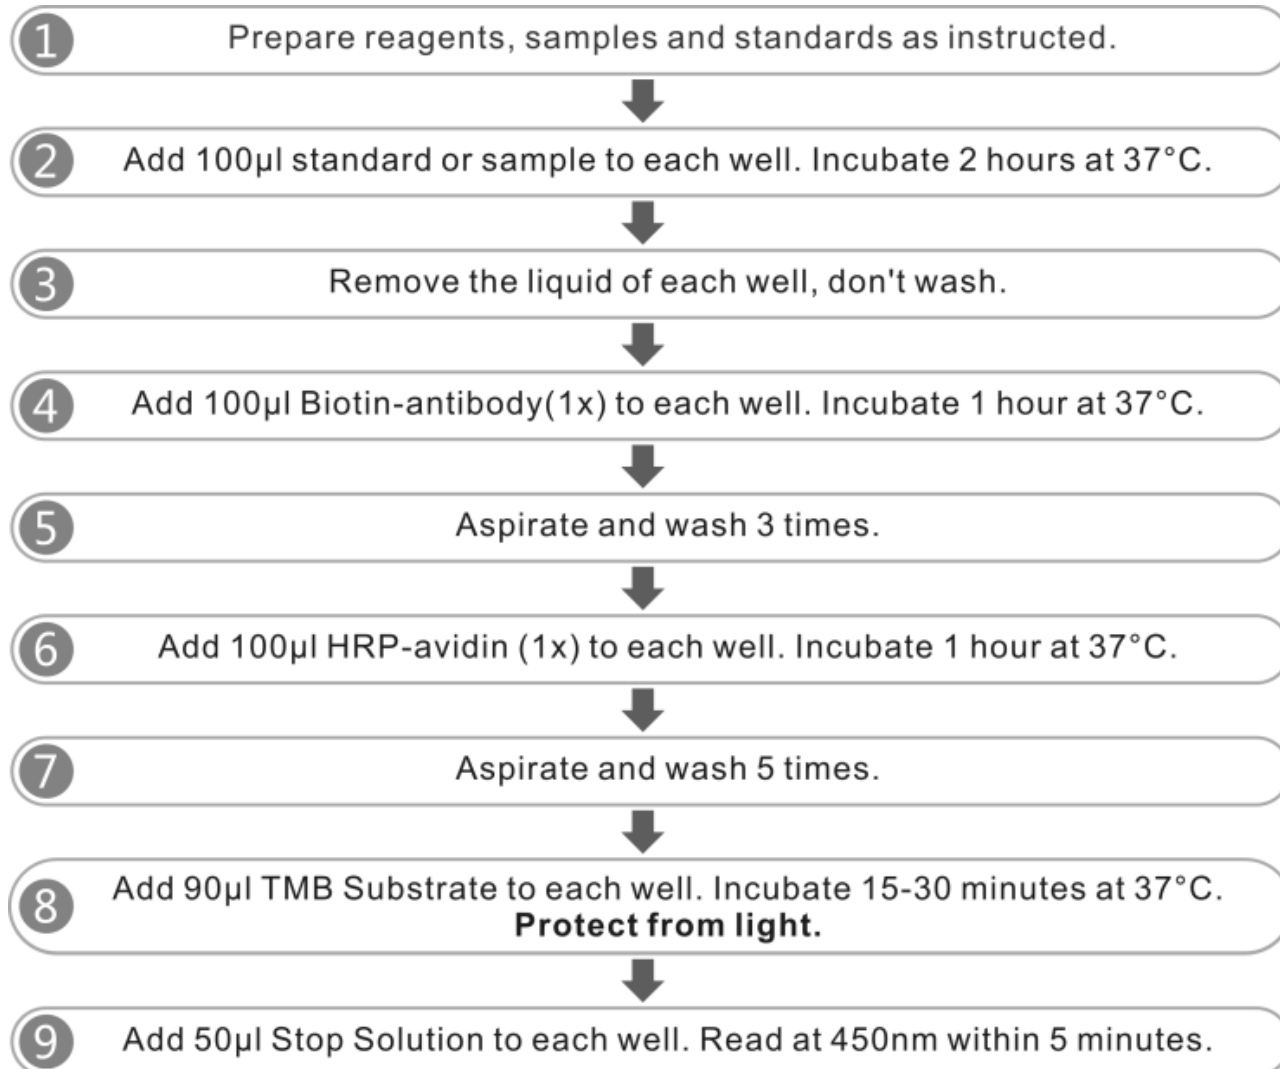 1 Prepare reagents, samples and standards as instructed.
2 Add 100µl standard or sample to each well. Incubate 2 hours at 37°C.
3 Remove the liquid of each well, don't wash.
4 Add 100µl Biotin-antibody(1x) to each well. Incubate 1 hour at 37°C.
5 Aspirate and wash 3 times.
6 Add 100µl HRP-avidin (1x) to each well. Incubate 1 hour at 37°C.
7 Aspirate and wash 5 times.
8 Add 90µl TMB Substrate to each well. Incubate 15-30 minutes at 37°C.
Protect from light.
9 Add 50µl Stop Solution to each well. Read at 450nm within 5 minutes.